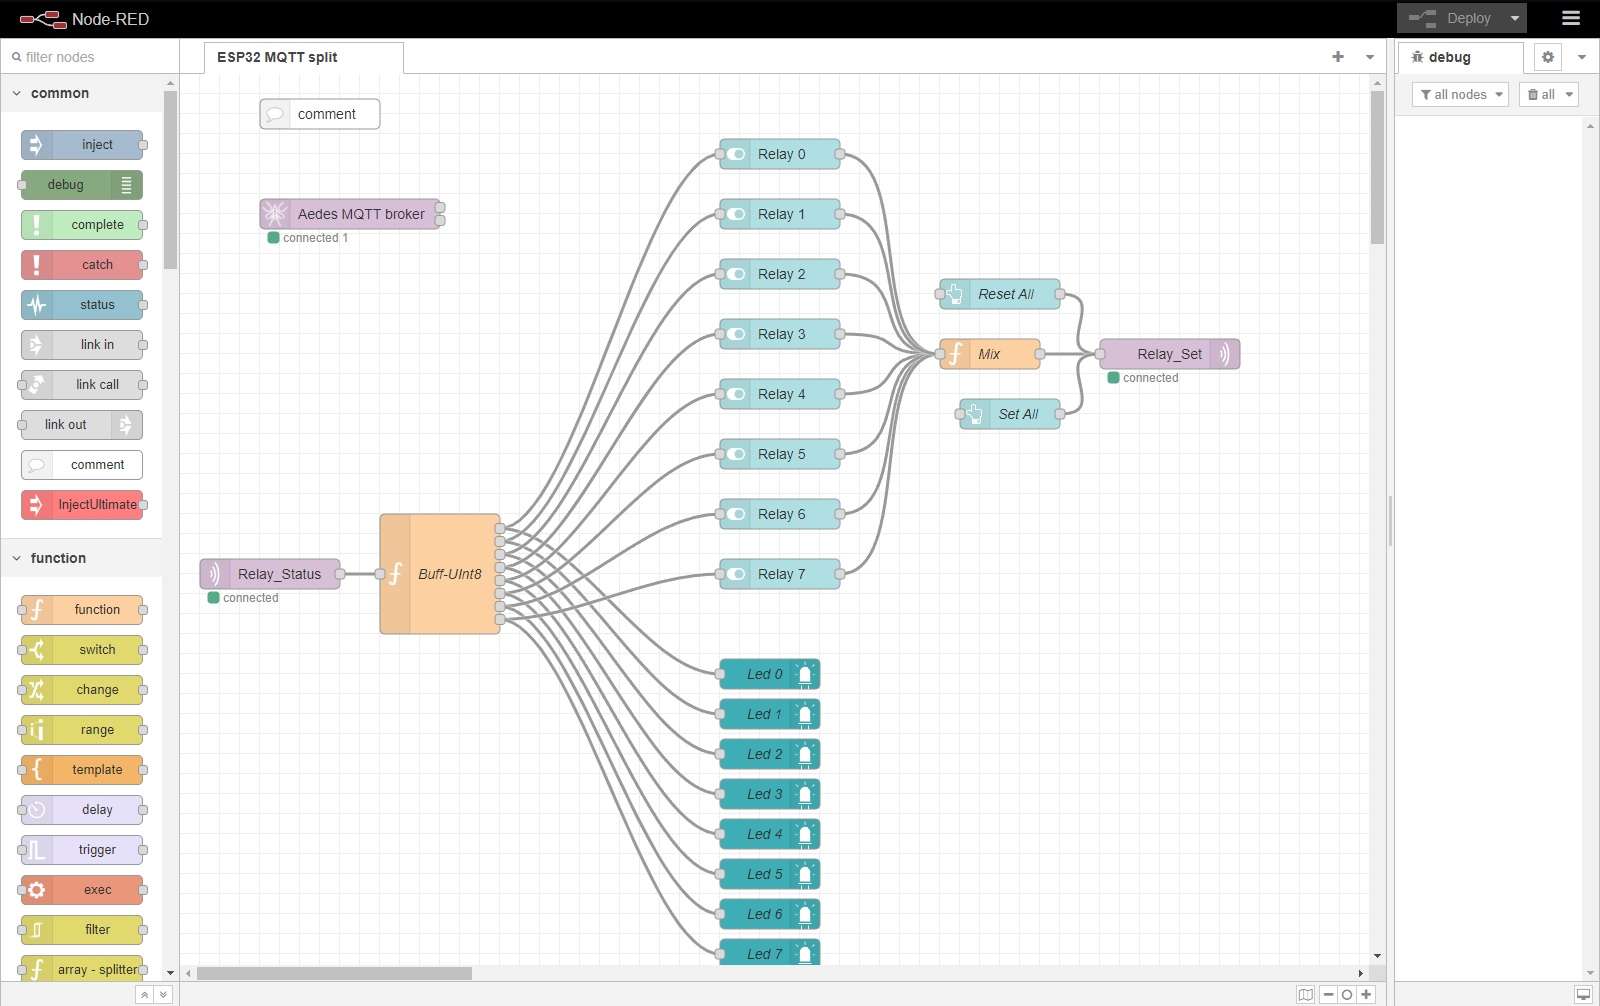 Node-RED
Deploy
filter nodes
common
inject
debug
complete
catch
status
link in
link call
link out
comment
InjectUltimate
function
function
switch
change
range
template
delay
trigger
exec
filter
array - splitter
ESP32 MQTT split
comment
Aedes MQTT broker
connected 1
Relay_Status
connected
Buff-UInt8
Relay 0
Relay 1
Relay 2
Relay 3
Relay 4
Relay 5
Relay 6
Relay 7
Led 0
Led 1
Led 2
Led 3
Led 4
Led 5
Led 6
Led 7
Reset All
Mix
Set All
Relay_Set
connected
debug
all nodes
all